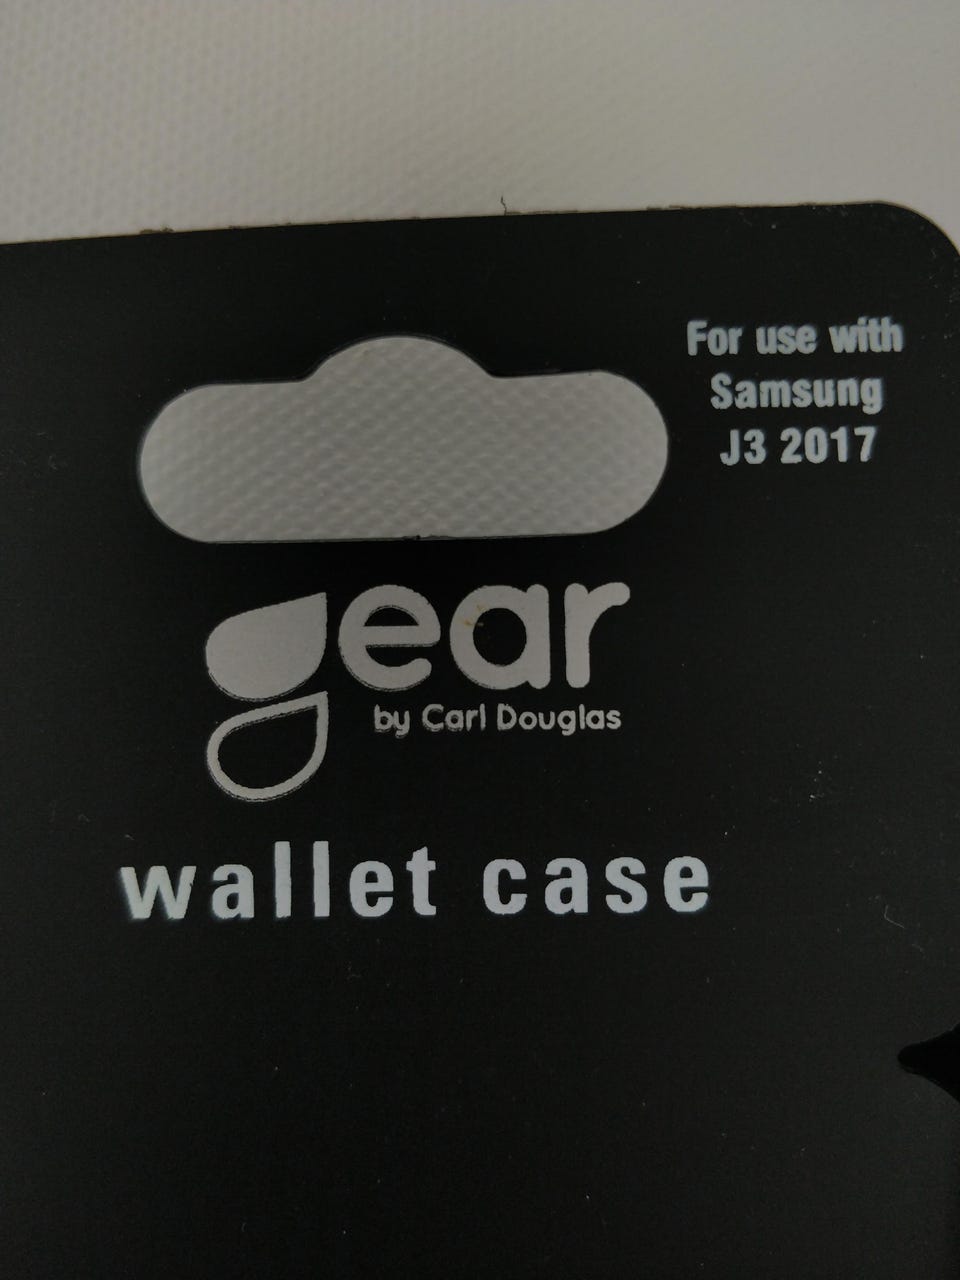 For use with
Samsung
J3 2017
gear
by Carl Douglas
wallet case